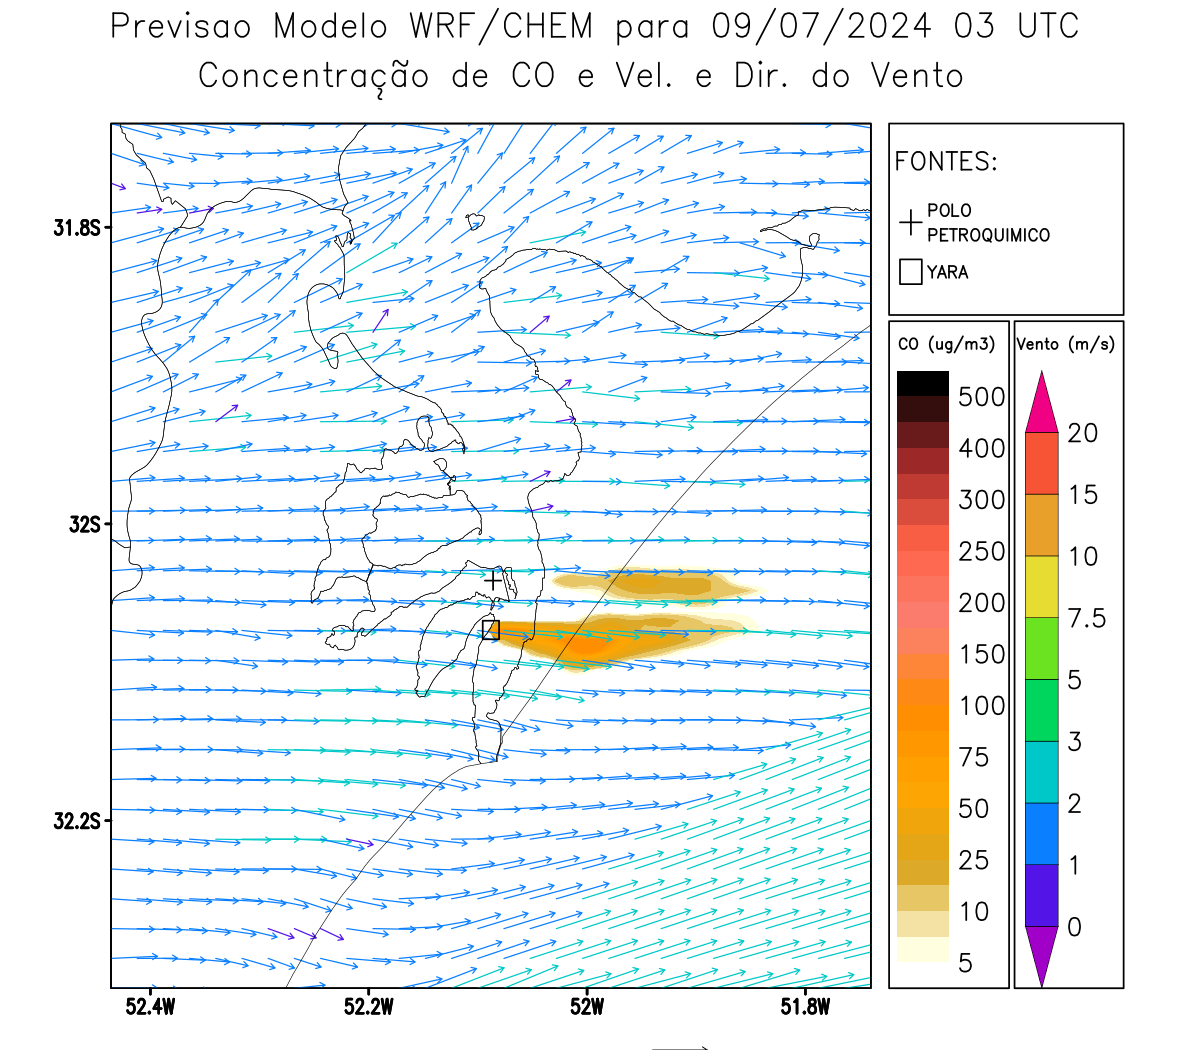 Previsao Modelo WRF/CHEM para 09/07/2024 03 UTC
Concentração de CO e Vel. e Dir. do Vento
FONTES:
POLO
PETROQUIMICO
YARA
CO (ug/m3)
500
400
300
250
200
150
100
75
50
25
10
5
Vento (m/s)
20
15
10
7.5
5
3
2
1
0
31.8S
32S
32.2S
52.4W
52.2W
52W
51.8W